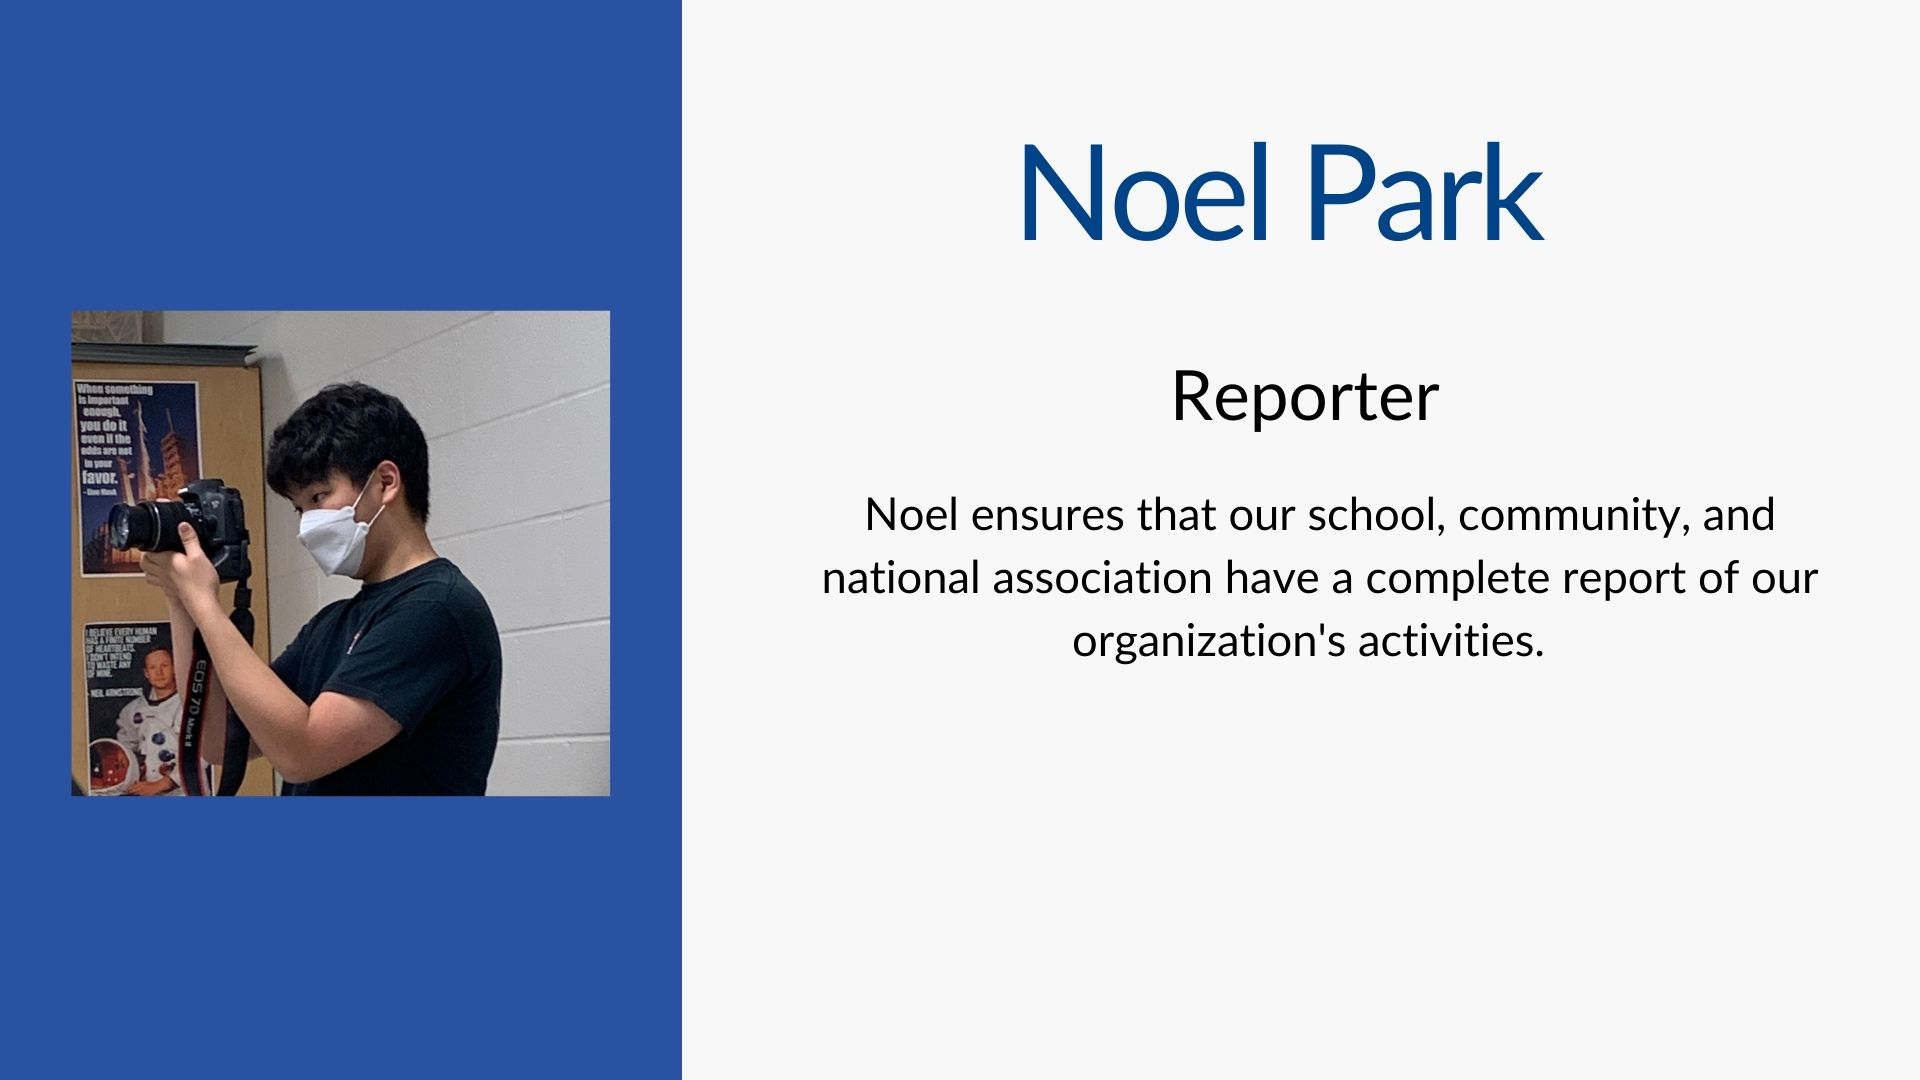 Noel Park
Reporter
Noel ensures that our school, community, and
national association have a complete report of our
organization's activities.
When something
is important
enough,
you do it
even if the
odds are not
in your
favor.
- Elon Musk
I BELIEVE EVERY HUMAN
HAS A FINITE NUMBER
OF HEARTBEATS.
I DON'T INTEND
TO WASTE ANY
OF MINE.
- NEIL ARMSTRONG
EOS 7D Mark II